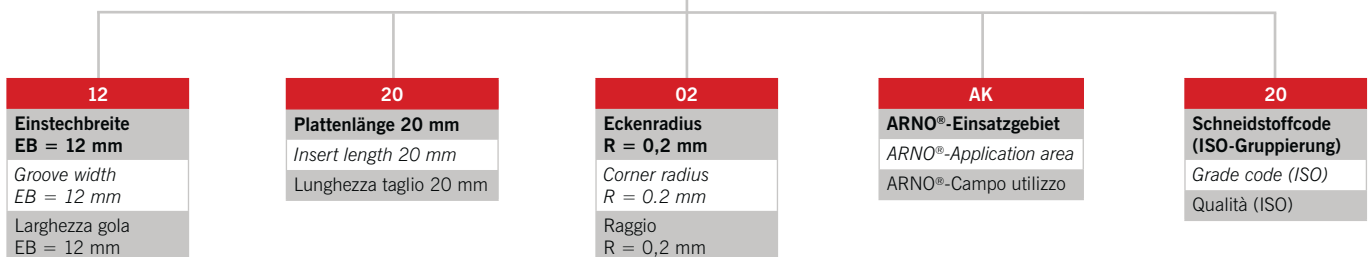 12
Einstechbreite
EB = 12 mm
Groove width
EB = 12 mm
Larghezza gola
EB = 12 mm
20
Plattenlänge 20 mm
Insert length 20 mm
Lunghezza taglio 20 mm
02
Eckenradius
R = 0,2 mm
Corner radius
R = 0.2 mm
Raggio
R = 0,2 mm
AK
ARNO®-Einsatzgebiet
ARNO®-Application area
ARNO®-Campo utilizzo
20
Schneidstoffcode
(ISO-Gruppierung)
Grade code (ISO)
Qualità (ISO)